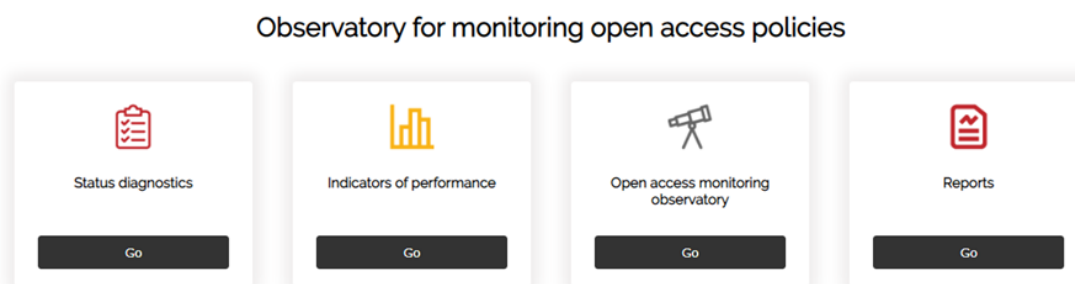 Observatory for monitoring open access policies
Status diagnostics
Go
Indicators of performance
Go
Open access monitoring
observatory
Go
Reports
Go